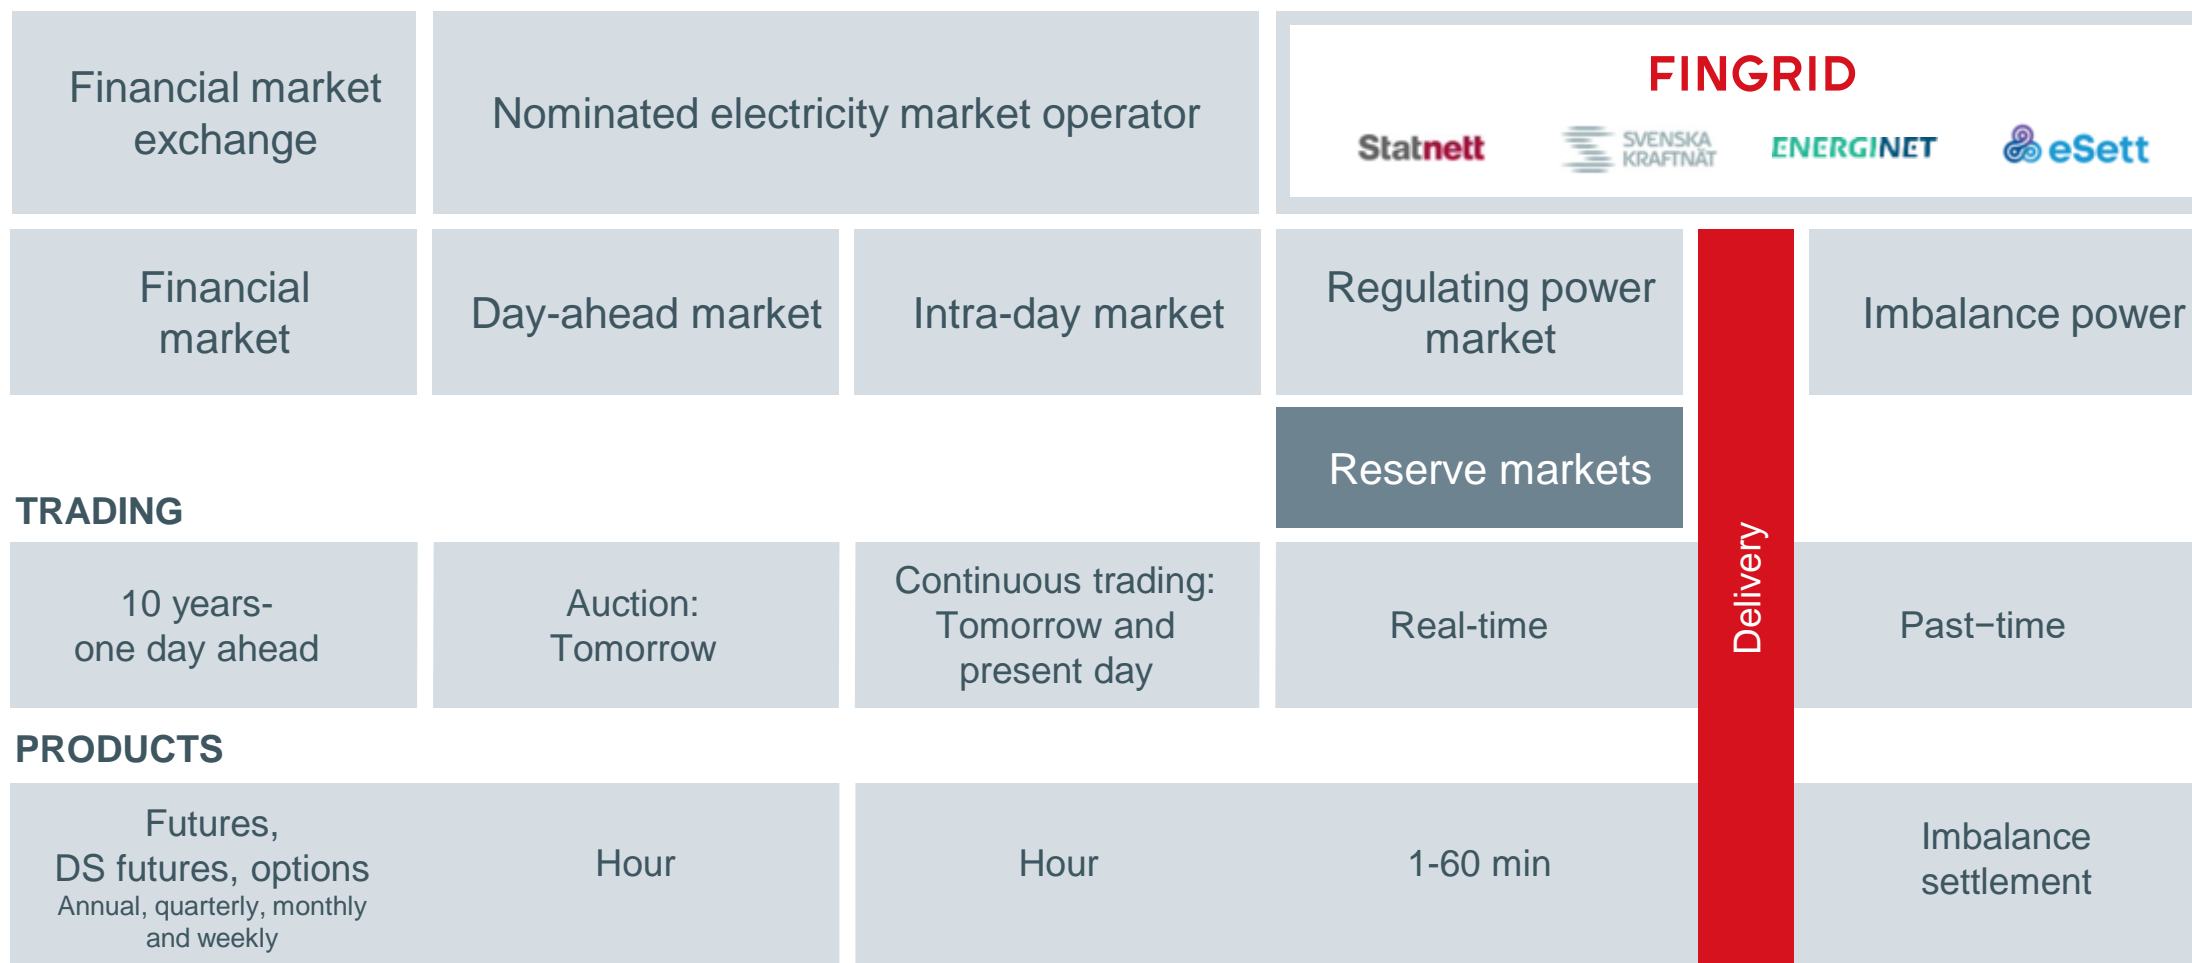 Financial market
exchange
Nominated electricity market operator
FINGRID
Statnett
SVENSKA
KRAFTNÄT
ENERGINET
eSett
Financial
market
Day-ahead market
Intra-day market
Regulating power
market
Imbalance power
Reserve markets
TRADING
10 years-
one day ahead
Auction:
Tomorrow
Continuous trading:
Tomorrow and
present day
Real-time
Delivery
Past−time
PRODUCTS
Futures,
DS futures, options
Annual, quarterly, monthly
and weekly
Hour
Hour
1-60 min
Imbalance
settlement